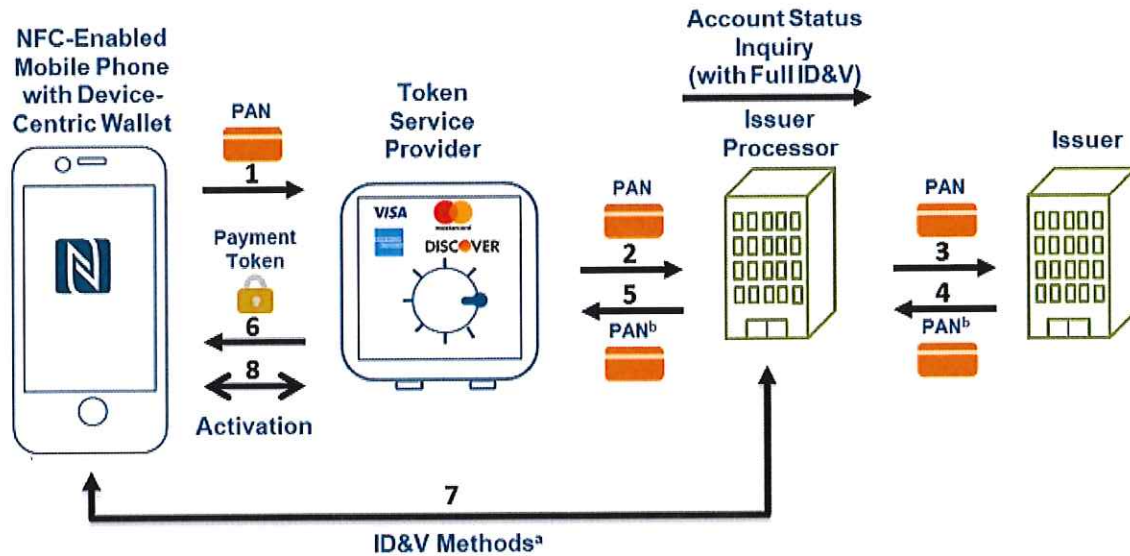 NFC-Enabled
Mobile Phone
with Device-
Centric Wallet
PAN
1
Payment
Token
6
8
Activation
Token
Service
Provider
VISA
mastercard
DISCOVER
PAN
2
5
PANᵇ
Account Status
Inquiry
(with Full ID&V)
Issuer
Processor
PAN
3
4
PANᵇ
Issuer
7
ID&V Methodsᵃ